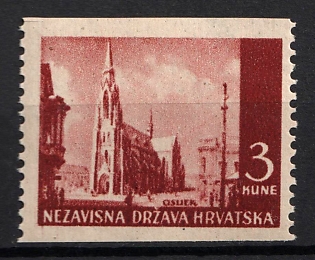 3
KUNE
OSIJEK
NEZAVISNA DRŽAVA HRVATSKA